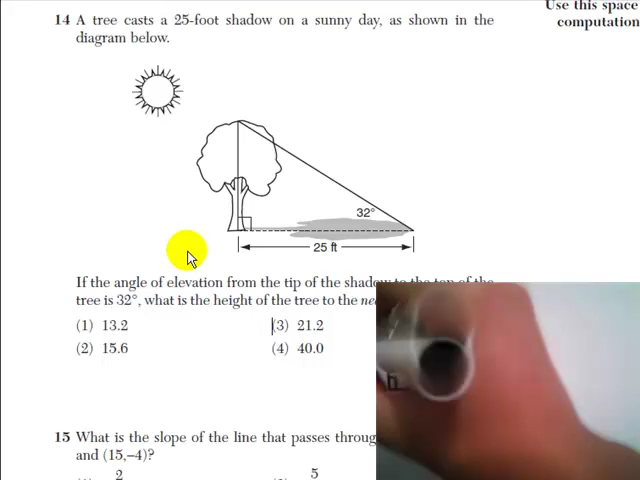 Use this space
computation
14 A tree casts a 25-foot shadow on a sunny day, as shown in the
diagram below.
32°
25 ft
If the angle of elevation from the tip of the shadow to the top of the
tree is 32°, what is the height of the tree to the
(1) 13.2 (3) 21.2
(2) 15.6 (4) 40.0
15 What is the slope of the line that passes
and (15,–4)?
2 5